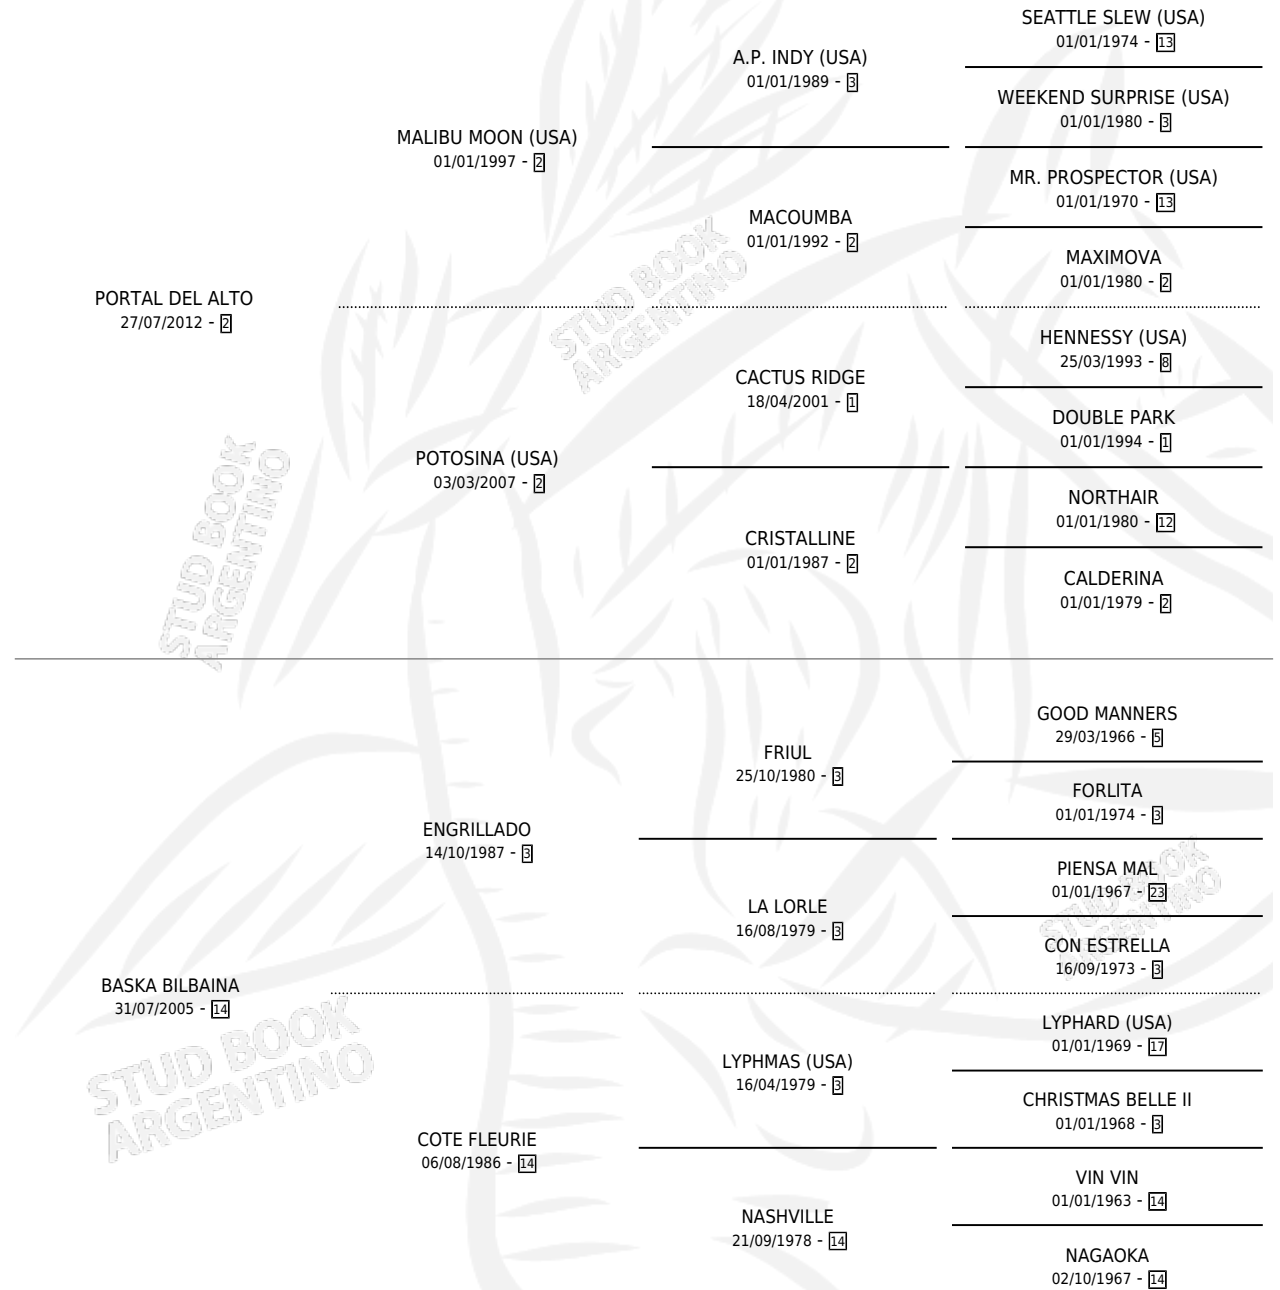 SEATTLE SLEW (USA)
01/01/1974 - 13
A.P. INDY (USA)
01/01/1989 - 3
WEEKEND SURPRISE (USA)
01/01/1980 - 3
MALIBU MOON (USA)
01/01/1997 - 2
MR. PROSPECTOR (USA)
01/01/1970 - 13
MACOUMBA
01/01/1992 - 2
MAXIMOVA
01/01/1980 - 2
PORTAL DEL ALTO
27/07/2012 - 2
HENNESSY (USA)
25/03/1993 - 8
CACTUS RIDGE
18/04/2001 - 1
DOUBLE PARK
01/01/1994 - 1
POTOSINA (USA)
03/03/2007 - 2
NORTHAIR
01/01/1980 - 12
CRISTALLINE
01/01/1987 - 2
CALDERINA
01/01/1979 - 2
STUD BOOK
ARGENTINO
STUD BOOK
ARGENTINO
GOOD MANNERS
29/03/1966 - 5
FRIUL
25/10/1980 - 3
FORLITA
01/01/1974 - 3
ENGRILLADO
14/10/1987 - 3
PIENSA MAL
01/01/1967 - 23
LA LORLE
16/08/1979 - 3
CON ESTRELLA
16/09/1973 - 3
BASKA BILBAINA
31/07/2005 - 14
LYPHARD (USA)
01/01/1969 - 17
LYPHMAS (USA)
16/04/1979 - 3
CHRISTMAS BELLE II
01/01/1968 - 3
COTE FLEURIE
06/08/1986 - 14
VIN VIN
01/01/1963 - 14
NASHVILLE
21/09/1978 - 14
NAGAOKA
02/10/1967 - 14
STUD BOOK
ARGENTINO
STUD BOOK
ARGENTINO